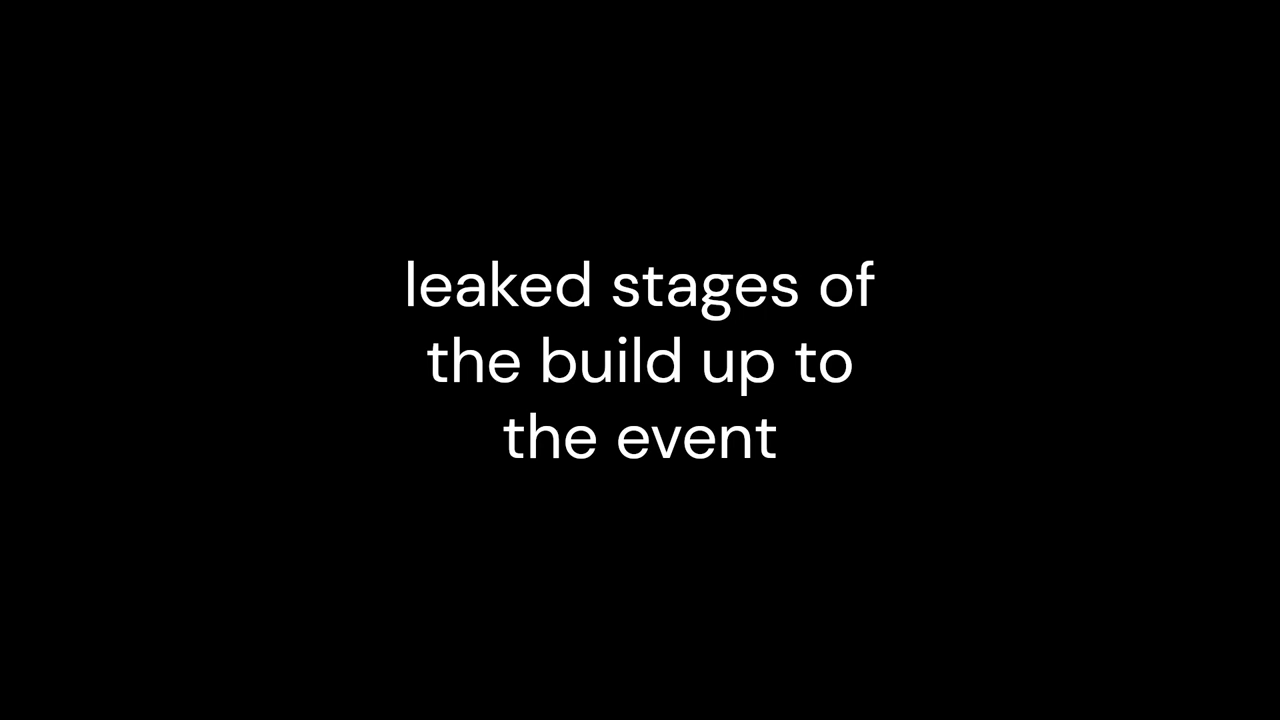 leaked stages of
the build up to
the event